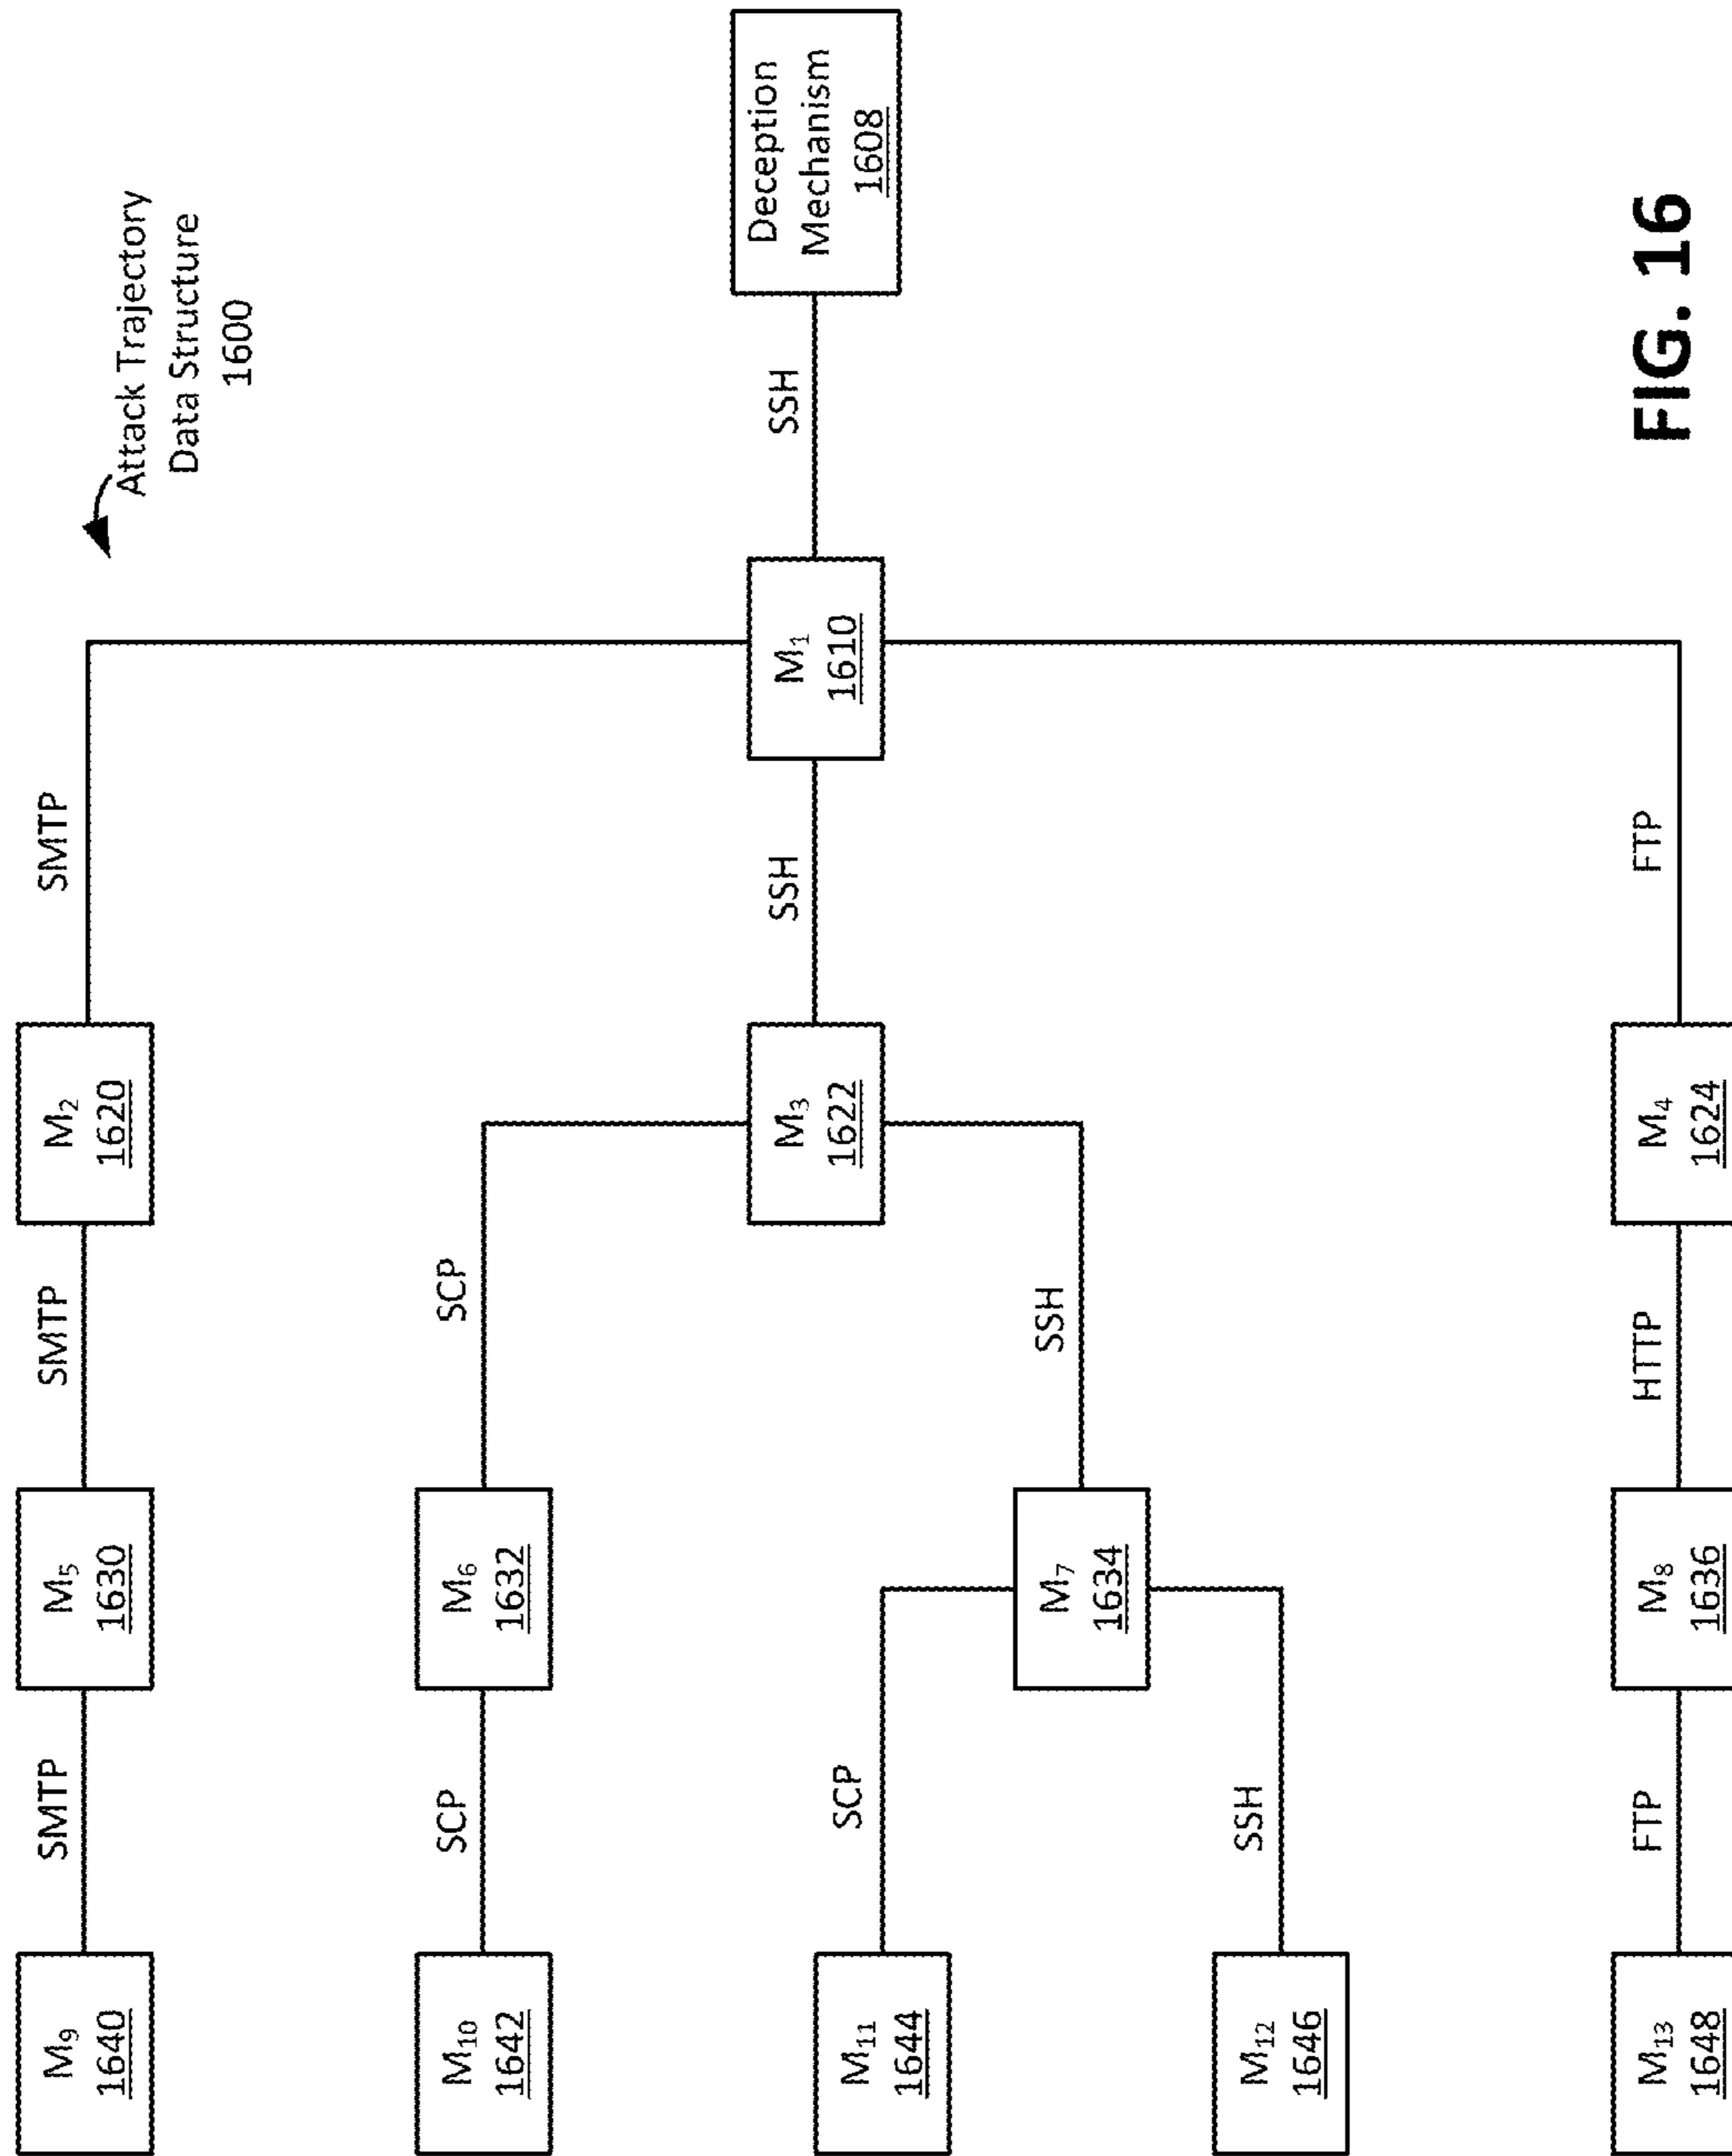 Attack Trajectory
Data Structure
1600
M₉
1640
SMTP
M₅
1630
SMTP
M₂
1620
SMTP
M₁₀
1642
SCP
M₆
1632
SCP
M₁₁
1644
SCP
M₇
1634
SSH
M₃
1622
SSH
M₁
1610
SSH
Deception
Mechanism
1608
M₁₂
1646
SSH
M₁₃
1648
FTP
M₈
1636
HTTP
M₄
1624
FTP
FIG. 16